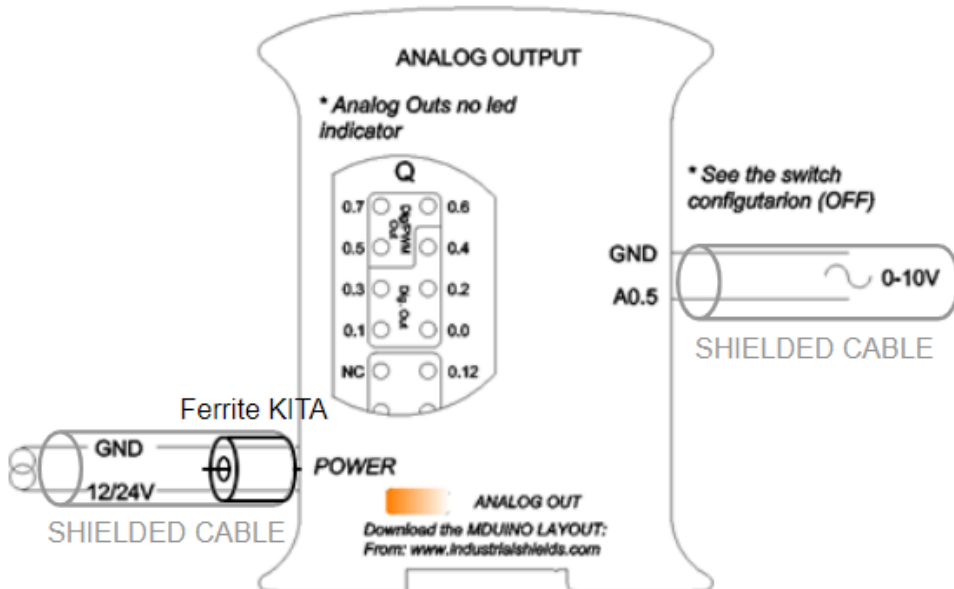 ANALOG OUTPUT
* Analog Outs no led
indicator
Q
0.7
0.6
Dig/PWM
Out
0.5
0.4
0.3
0.2
Dig. Out
0.1
0.0
NC
0.12
* See the switch
configutarion (OFF)
GND
A0.5
0-10V
SHIELDED CABLE
Ferrite KITA
GND
12/24V
POWER
SHIELDED CABLE
ANALOG OUT
Download the MDUINO LAYOUT:
From: www.industrialshields.com